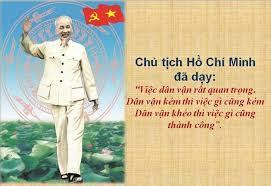 Chủ tịch Hồ Chí Minh
đã dạy:
"Việc dân vận rất quan trọng.
Dân vận kém thì việc gì cũng kém
Dân vận khéo thì việc gì cũng
thành công".